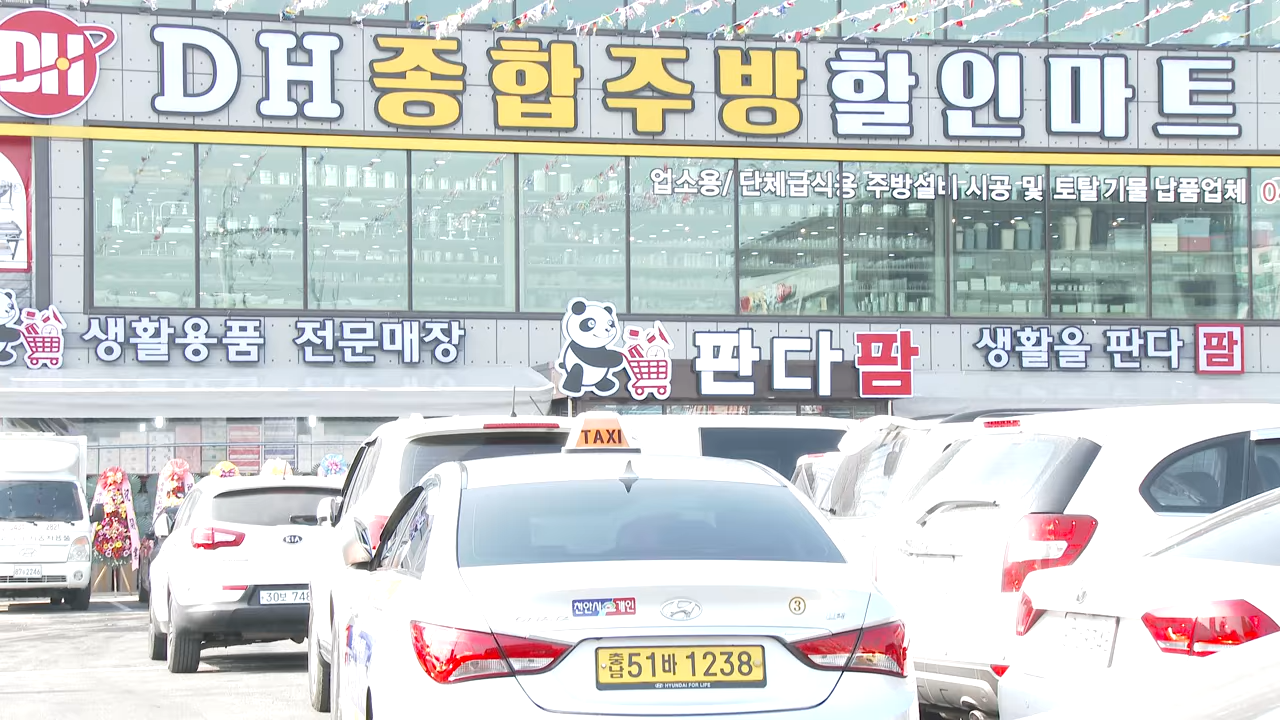 DH
DH종합주방할인마트
업소용/ 단체급식용 주방설비 시공 및 토탈기물 납품업체
생활용품 전문매장
판다팜
생활을 판다팜
TAXI
KIA
30보 748
천안시 개인
3
충남51바 1238
HYUNDAI FOR LIFE